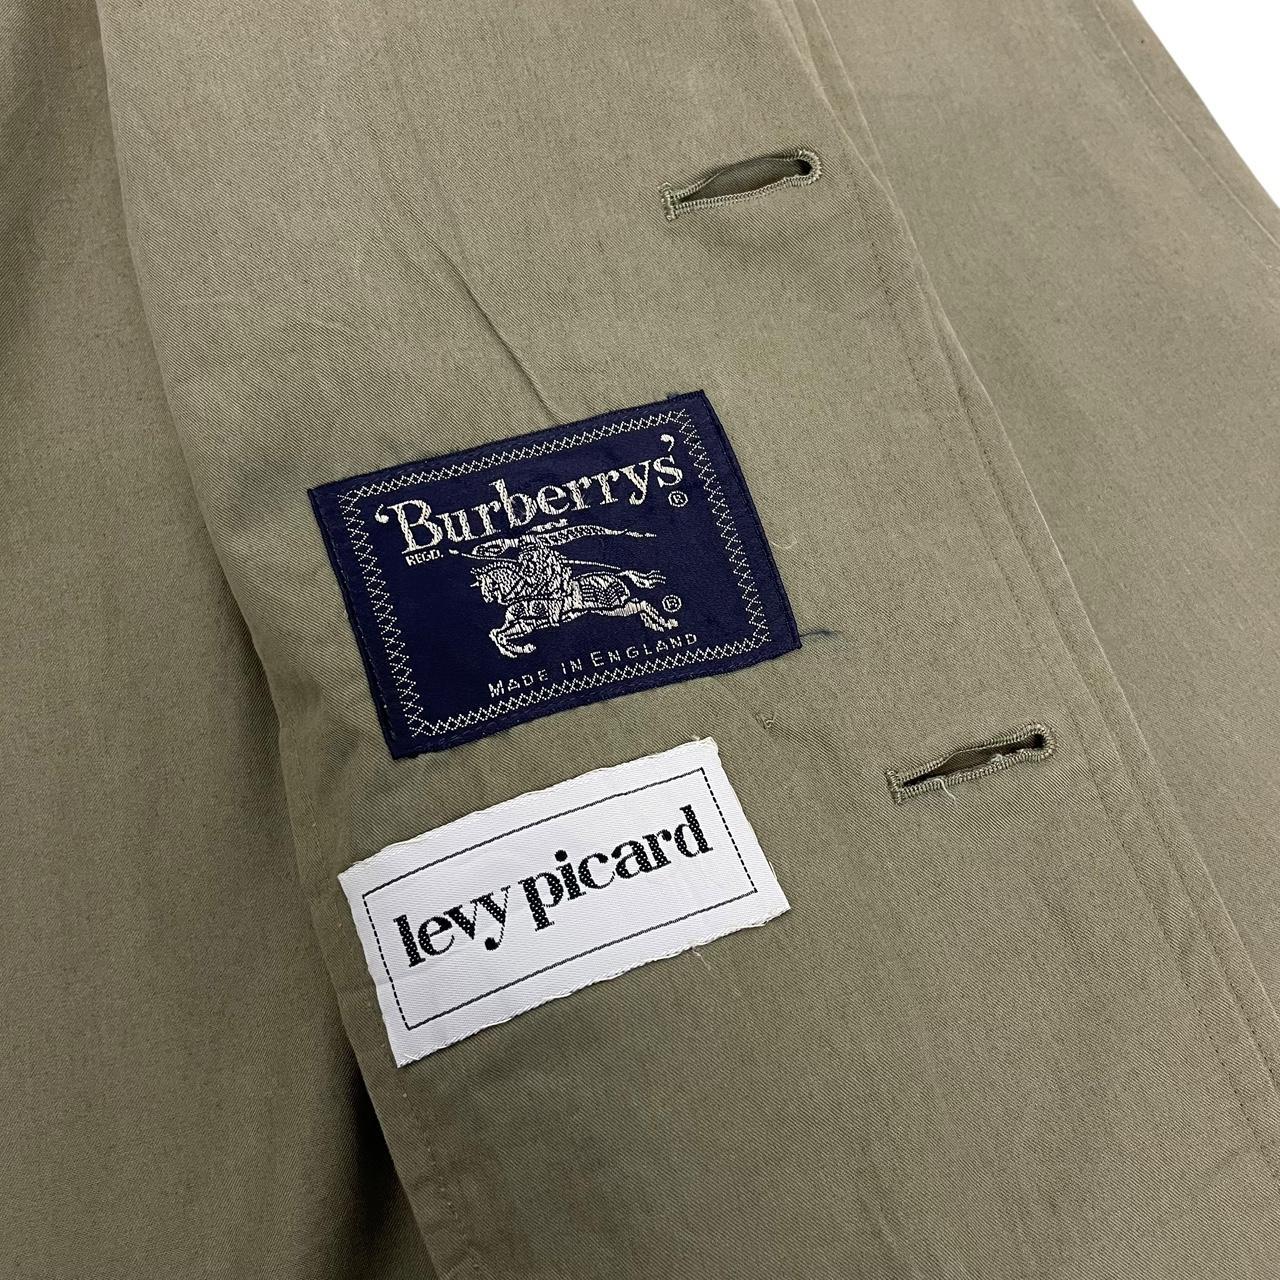 'Burberrys'®
REGD.
®
MADE IN ENGLAND
levy picard